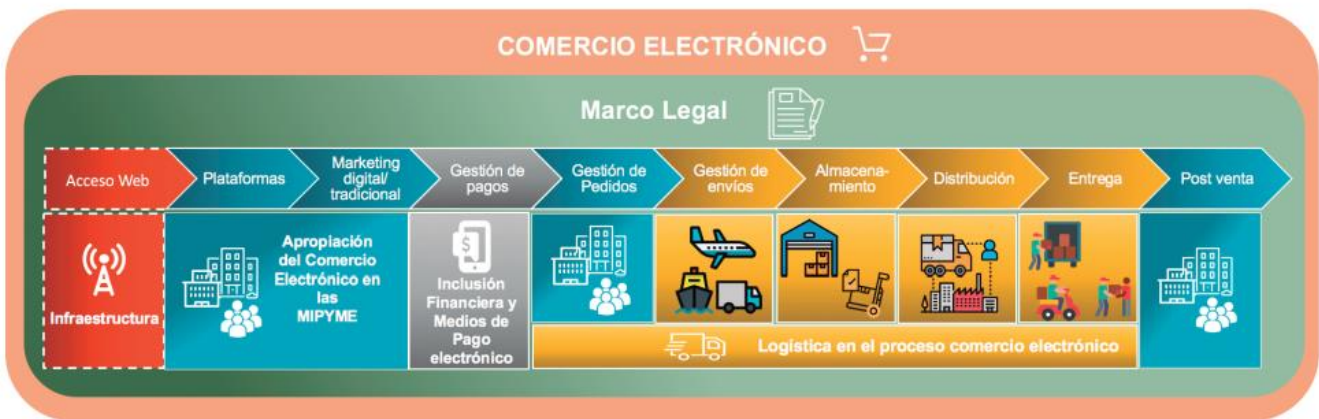 COMERCIO ELECTRÓNICO
Marco Legal
Acceso Web
Plataformas
Marketing
digital/
tradicional
Gestión de
pagos
Gestión de
Pedidos
Gestión de
envíos
Almacena-
miento
Distribución
Entrega
Post venta
Infraestructura
Apropiación
del Comercio
Electrónico en
las
MIPYME
$
Inclusión
Financiera y
Medios de
Pago
electrónico
Logística en el proceso comercio electrónico